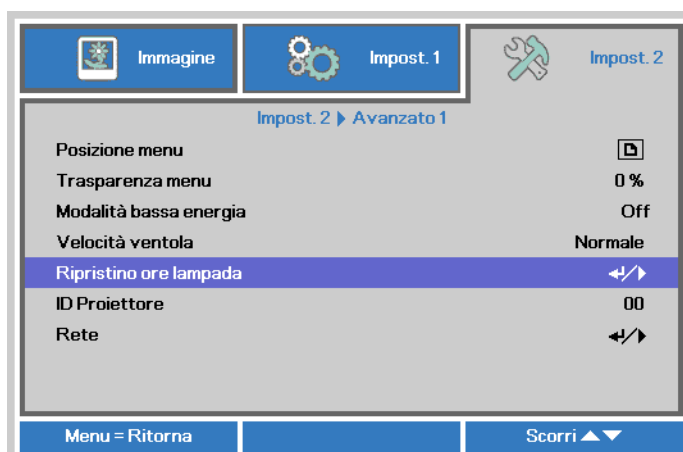 Immagine
Impost. 1
Impost. 2
Impost. 2 Avanzato 1
Posizione menu
Trasparenza menu 0 %
Modalità bassa energia Off
Velocità ventola Normale
Ripristino ore lampada
ID Proiettore 00
Rete
Menu = Ritorna Scorri